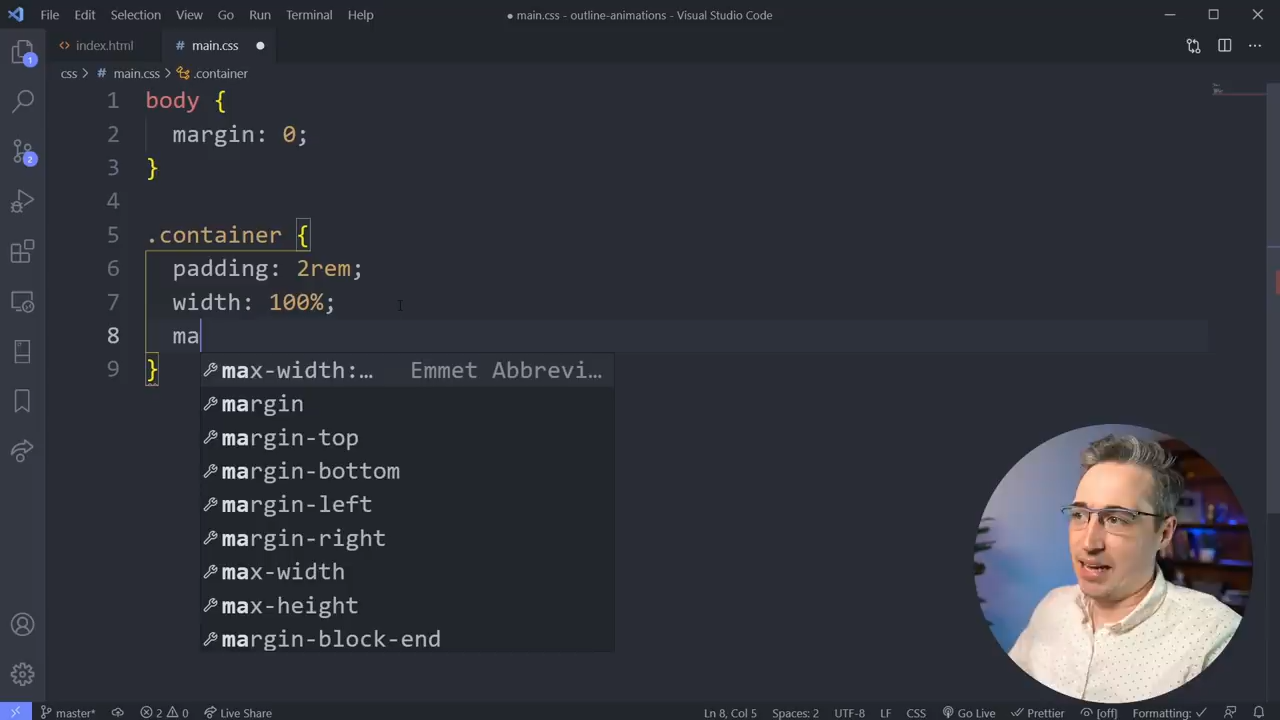 File Edit Selection View Go Run Terminal Help ● main.css - outline-animations - Visual Studio Code
<> index.html # main.css ●
css > # main.css > .container
1 body {
2 margin: 0;
3 }
4
5 .container {
6 padding: 2rem;
7 width: 100%;
8 ma
9 }
max-width:… Emmet Abbrevi…
margin
margin-top
margin-bottom
margin-left
margin-right
max-width
max-height
margin-block-end
1
2
master* 2 0 Live Share Ln 8, Col 5 Spaces: 2 UTF-8 LF CSS Go Live Prettier [off] Formatting: ✓